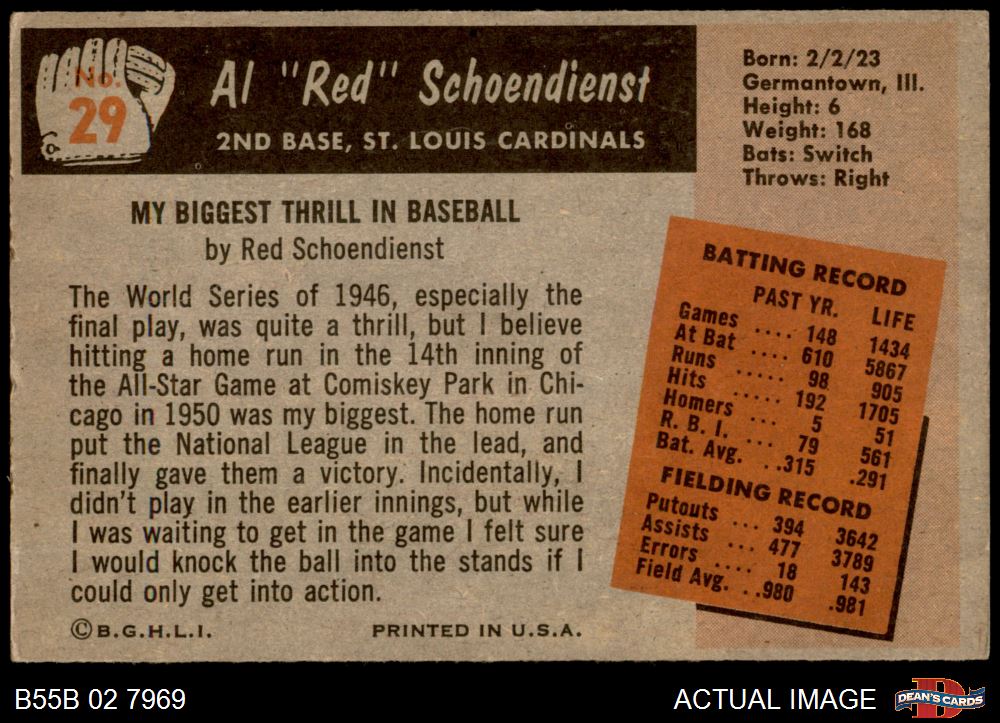 No.
29
Al "Red" Schoendienst
2ND BASE, ST. LOUIS CARDINALS
Born: 2/2/23
Germantown, Ill.
Height: 6
Weight: 168
Bats: Switch
Throws: Right
MY BIGGEST THRILL IN BASEBALL
by Red Schoendienst
The World Series of 1946, especially the
final play, was quite a thrill, but I believe
hitting a home run in the 14th inning of
the All-Star Game at Comiskey Park in Chi-
cago in 1950 was my biggest. The home run
put the National League in the lead, and
finally gave them a victory. Incidentally, I
didn't play in the earlier innings, but while
I was waiting to get in the game I felt sure
I would knock the ball into the stands if I
could only get into action.
©B.G.H.L.I. PRINTED IN U.S.A.
BATTING RECORD
PAST YR. LIFE
Games .... 148 1434
At Bat .... 610 5867
Runs ..... 98 905
Hits ..... 192 1705
Homers ... 5 51
R. B. I. ... 79 561
Bat. Avg. ..315 .291
FIELDING RECORD
Putouts ... 394 3642
Assists ... 477 3789
Errors .... 18 143
Field Avg. ..980 .981
B55B 02 7969 ACTUAL IMAGE
DEAN'S CARDS